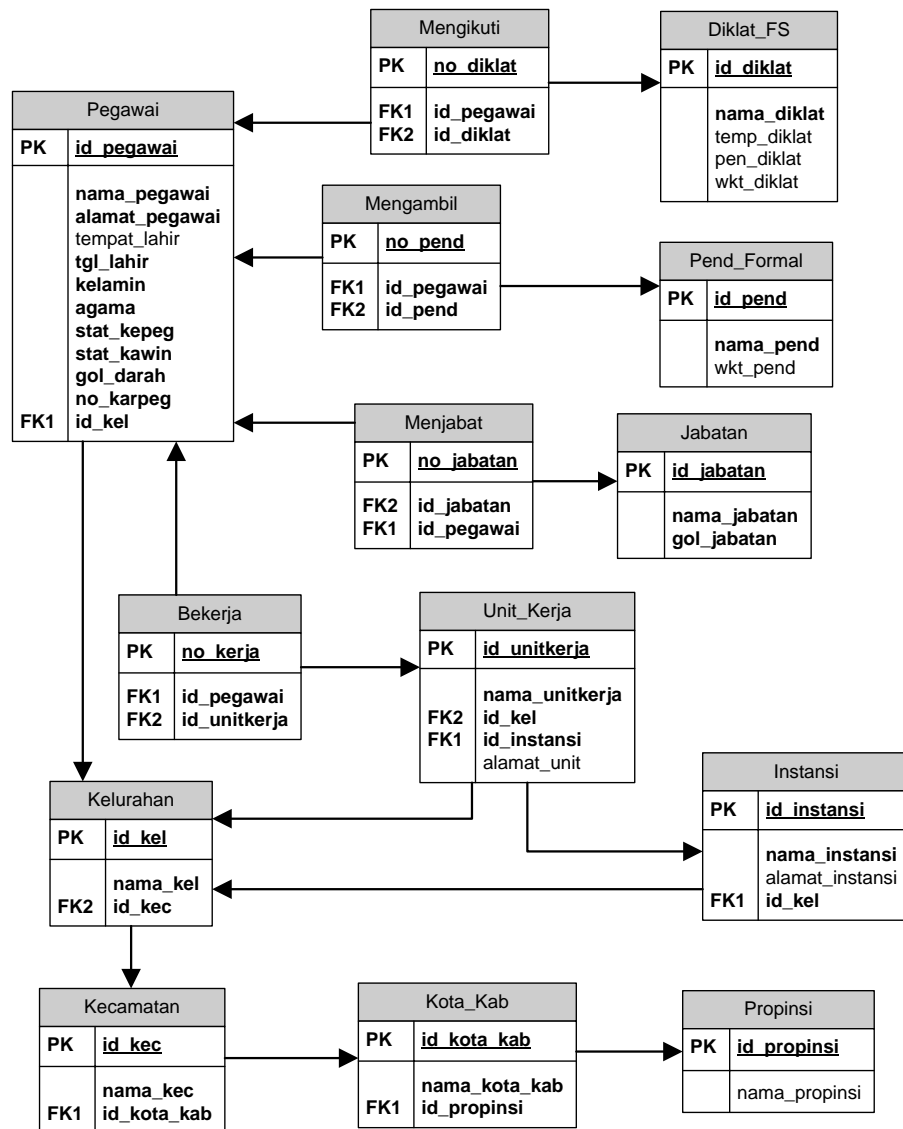 Mengikuti
PK no_diklat
FK1 id_pegawai
FK2 id_diklat
Diklat_FS
PK id_diklat
nama_diklat
temp_diklat
pen_diklat
wkt_diklat
Pegawai
PK id_pegawai
nama_pegawai
alamat_pegawai
tempat_lahir
tgl_lahir
kelamin
agama
stat_kepeg
stat_kawin
gol_darah
no_karpeg
FK1 id_kel
Mengambil
PK no_pend
FK1 id_pegawai
FK2 id_pend
Pend_Formal
PK id_pend
nama_pend
wkt_pend
Menjabat
PK no_jabatan
FK2 id_jabatan
FK1 id_pegawai
Jabatan
PK id_jabatan
nama_jabatan
gol_jabatan
Bekerja
PK no_kerja
FK1 id_pegawai
FK2 id_unitkerja
Unit_Kerja
PK id_unitkerja
nama_unitkerja
FK2 id_kel
FK1 id_instansi
alamat_unit
Instansi
PK id_instansi
nama_instansi
alamat_instansi
FK1 id_kel
Kelurahan
PK id_kel
nama_kel
FK2 id_kec
Kecamatan
PK id_kec
nama_kec
FK1 id_kota_kab
Kota_Kab
PK id_kota_kab
nama_kota_kab
FK1 id_propinsi
Propinsi
PK id_propinsi
nama_propinsi